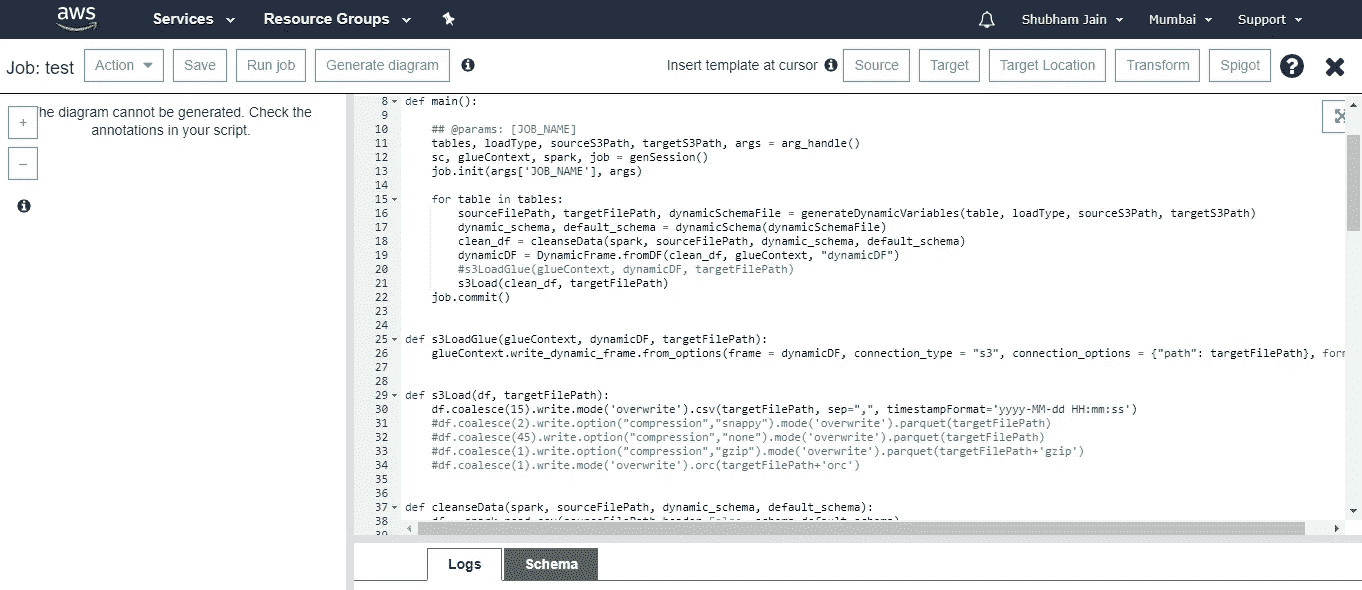 aws Services Resource Groups Shubham Jain Mumbai Support
Job: test Action Save Run job Generate diagram Insert template at cursor Source Target Target Location Transform Spigot ?
+ he diagram cannot be generated. Check the
annotations in your script.
−
8 def main():
9
10 ## @params: [JOB_NAME]
11 tables, loadType, sourceS3Path, targetS3Path, args = arg_handle()
12 sc, glueContext, spark, job = genSession()
13 job.init(args['JOB_NAME'], args)
14
15 for table in tables:
16 sourceFilePath, targetFilePath, dynamicSchemaFile = generateDynamicVariables(table, loadType, sourceS3Path, targetS3Path)
17 dynamic_schema, default_schema = dynamicSchema(dynamicSchemaFile)
18 clean_df = cleanseData(spark, sourceFilePath, dynamic_schema, default_schema)
19 dynamicDF = DynamicFrame.fromDF(clean_df, glueContext, "dynamicDF")
20 #s3LoadGlue(glueContext, dynamicDF, targetFilePath)
21 s3Load(clean_df, targetFilePath)
22 job.commit()
23
24
25 def s3LoadGlue(glueContext, dynamicDF, targetFilePath):
26 glueContext.write_dynamic_frame.from_options(frame = dynamicDF, connection_type = "s3", connection_options = {"path": targetFilePath}, for
27
28
29 def s3Load(df, targetFilePath):
30 df.coalesce(15).write.mode('overwrite').csv(targetFilePath, sep=",", timestampFormat='yyyy-MM-dd HH:mm:ss')
31 #df.coalesce(2).write.option("compression","snappy").mode('overwrite').parquet(targetFilePath)
32 #df.coalesce(45).write.option("compression","none").mode('overwrite').parquet(targetFilePath)
33 #df.coalesce(1).write.option("compression","gzip").mode('overwrite').parquet(targetFilePath+'gzip')
34 #df.coalesce(1).write.mode('overwrite').orc(targetFilePath+'orc')
35
36
37 def cleanseData(spark, sourceFilePath, dynamic_schema, default_schema):
38
Logs Schema